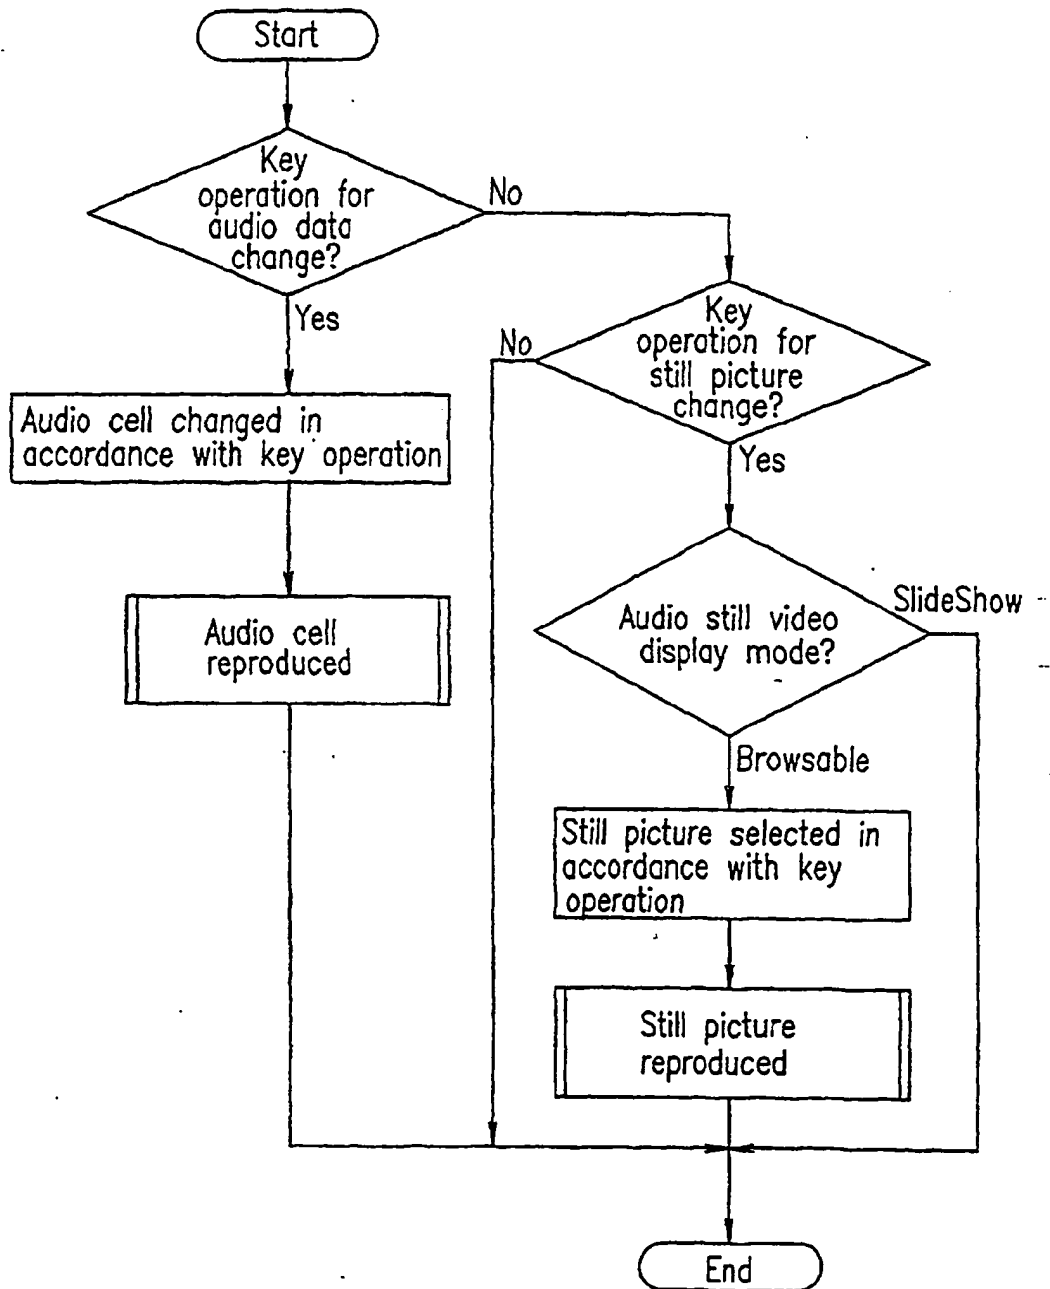 Start
Key
operation for
audio data
change?
No
Yes
Key
operation for
still picture
change?
No
Yes
Audio cell changed in
accordance with key operation
Audio cell
reproduced
Audio still video
display mode?
SlideShow
Browsable
Still picture selected in
accordance with key
operation
Still picture
reproduced
End